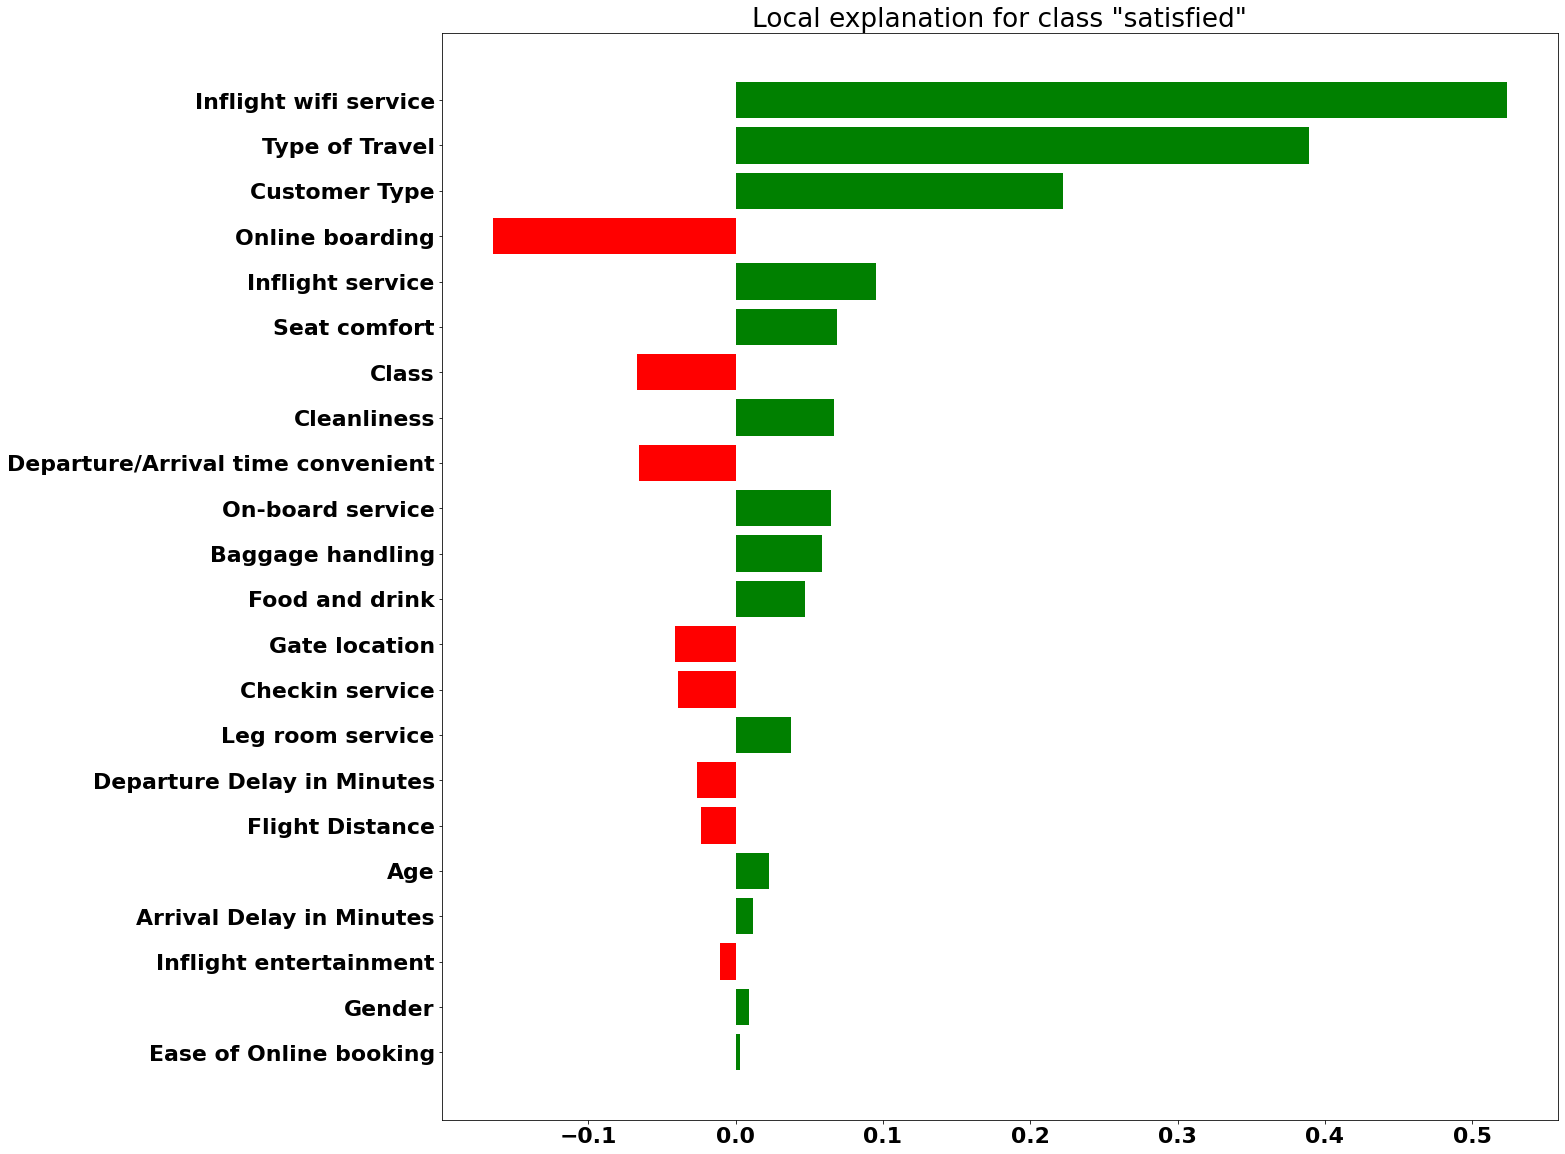 Local explanation for class "satisfied"
Inflight wifi service
Type of Travel
Customer Type
Online boarding
Inflight service
Seat comfort
Class
Cleanliness
Departure/Arrival time convenient
On-board service
Baggage handling
Food and drink
Gate location
Checkin service
Leg room service
Departure Delay in Minutes
Flight Distance
Age
Arrival Delay in Minutes
Inflight entertainment
Gender
Ease of Online booking
−0.1 0.0 0.1 0.2 0.3 0.4 0.5